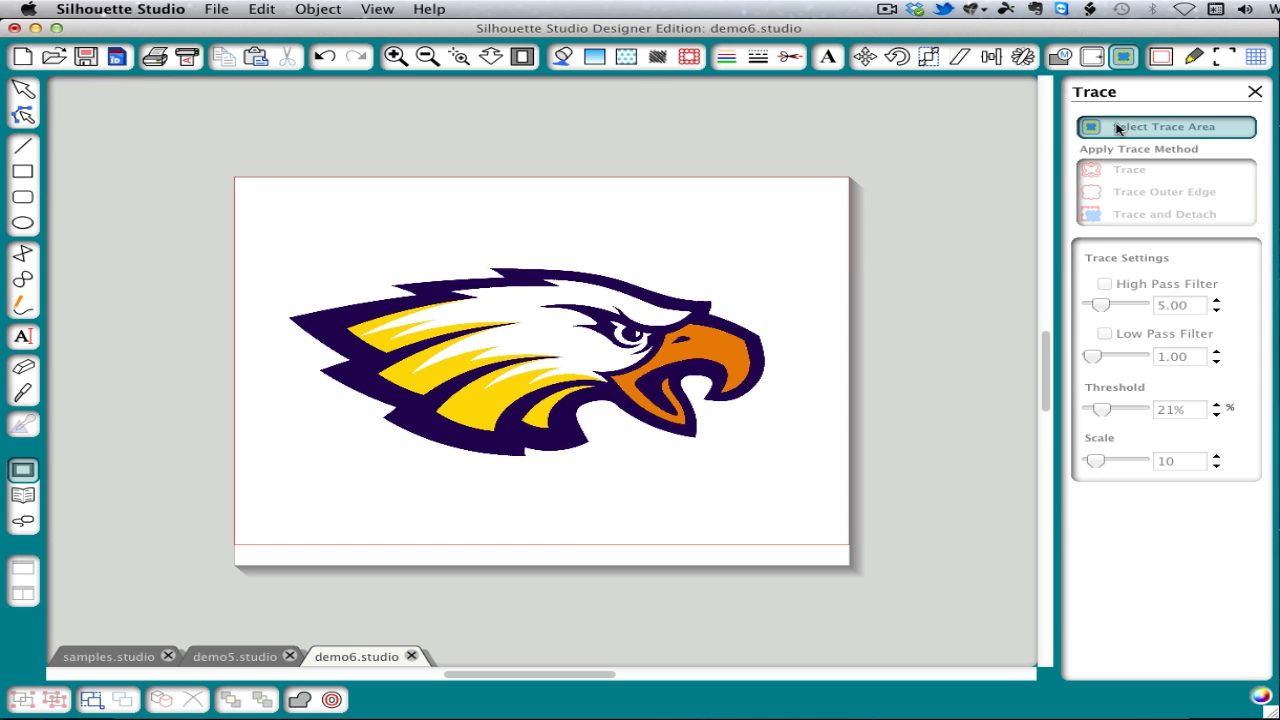 Silhouette Studio File Edit Object View Help W
Silhouette Studio Designer Edition: demo6.studio
A M
Trace
Select Trace Area
Apply Trace Method
Trace
Trace Outer Edge
Trace and Detach
Trace Settings
High Pass Filter
5.00
Low Pass Filter
1.00
Threshold
21% %
Scale
10
A
samples.studio demo5.studio demo6.studio